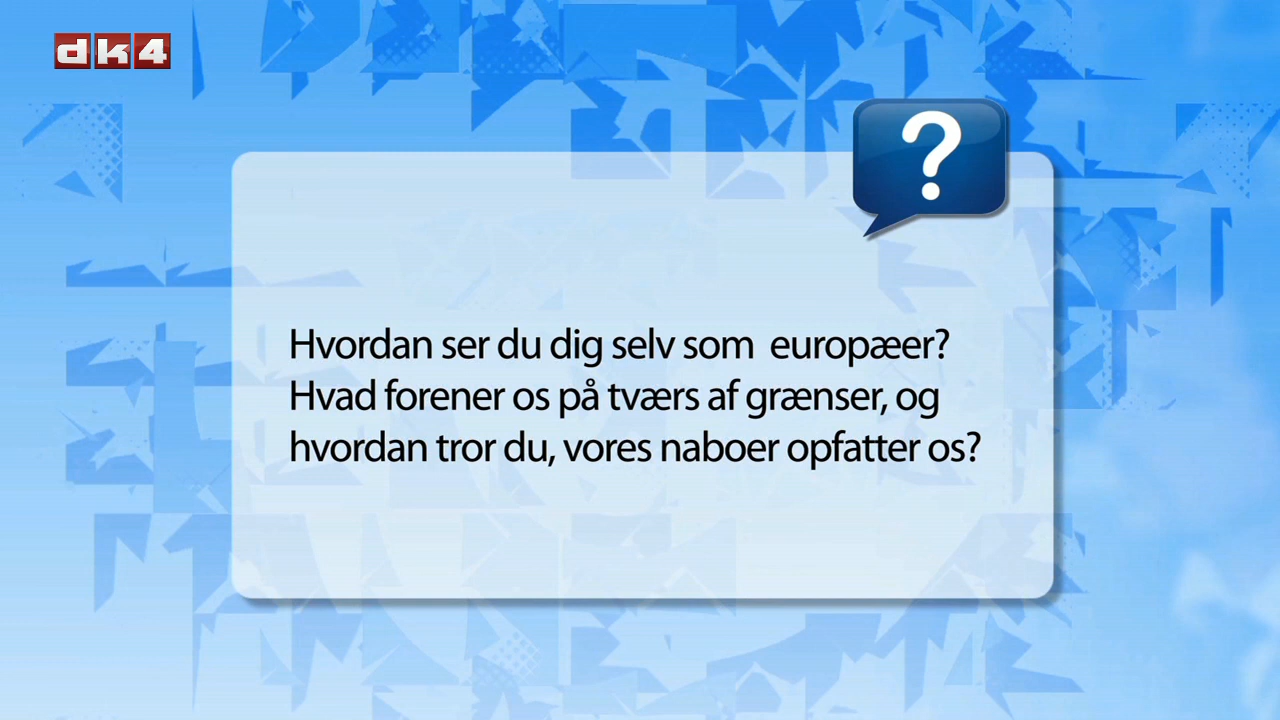 dk4
?
Hvordan ser du dig selv som  europæer?
Hvad forener os på tværs af grænser, og
hvordan tror du, vores naboer opfatter os?